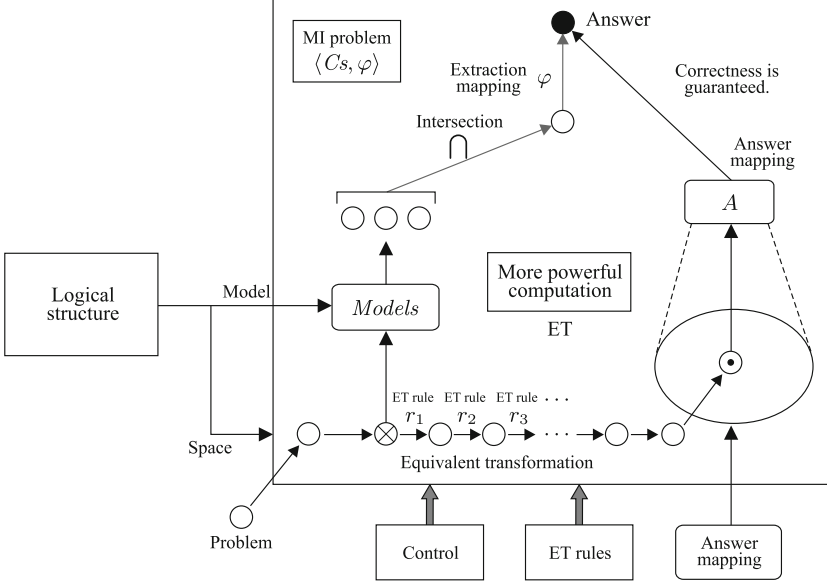 Answer
MI problem
⟨Cs, φ⟩
Extraction
mapping φ
Correctness is
guaranteed.
Intersection
∩
Answer
mapping
A
More powerful
computation
ET
Logical
structure
Model
Models
ET rule ET rule ET rule · · ·
r1 r2 r3 · · ·
Space
Equivalent transformation
Problem
Control
ET rules
Answer
mapping